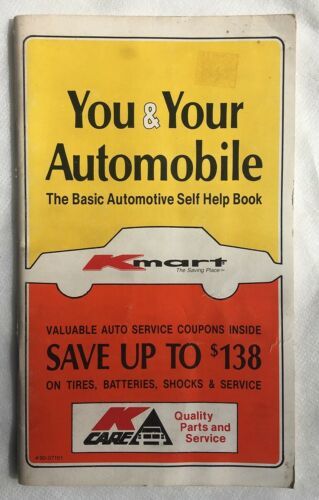 You & Your
Automobile
The Basic Automotive Self Help Book
Kmart
The Saving Place℠
VALUABLE AUTO SERVICE COUPONS INSIDE
SAVE UP TO $138
ON TIRES, BATTERIES, SHOCKS & SERVICE
K
CARE
Quality
Parts and
Service